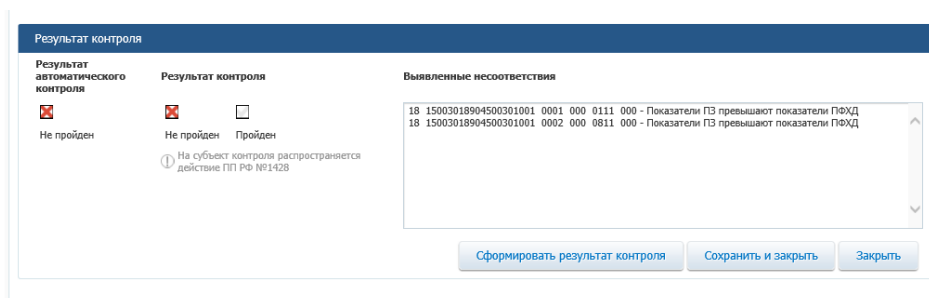 Результат контроля
Результат
автоматического
контроля
Результат контроля
Выявленные несоответствия
Не пройден
Не пройден
Пройден
На субъект контроля распространяется
действие ПП РФ №1428
18 15003018904500301001 0001 000 0111 000 - Показатели ПЗ превышают показатели ПФХД
18 15003018904500301001 0002 000 0811 000 - Показатели ПЗ превышают показатели ПФХД
Сформировать результат контроля
Сохранить и закрыть
Закрыть